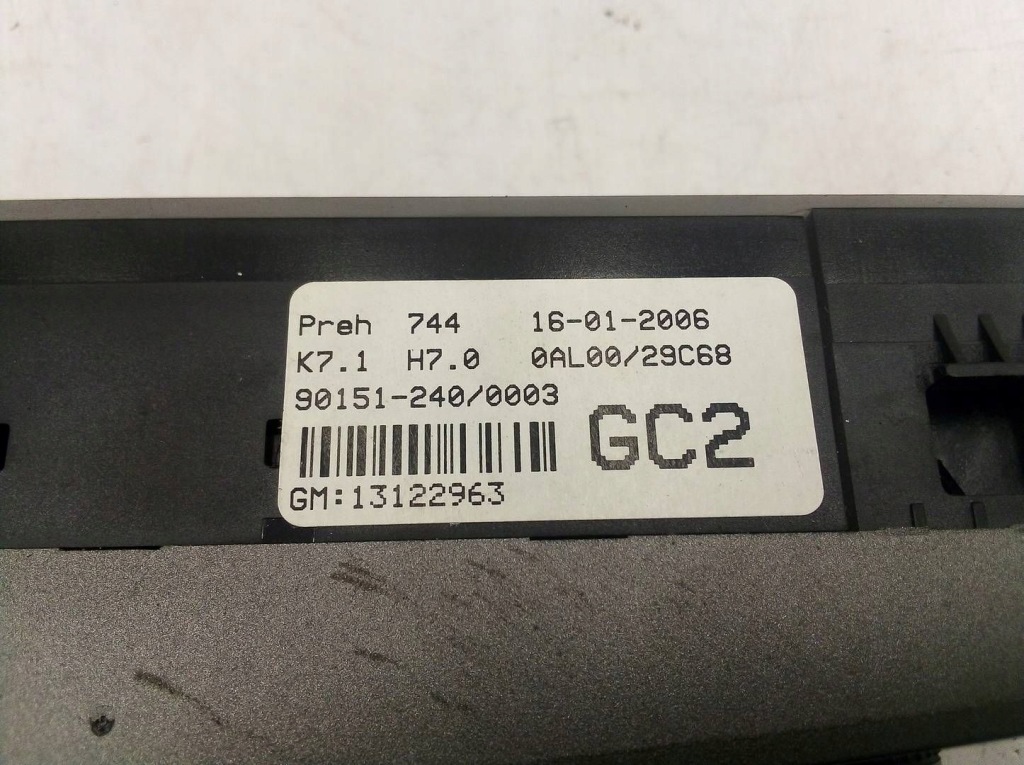 Preh 744 16-01-2006
K7.1 H7.0 0AL00/29C68
90151-240/0003
GC2
GM:13122963